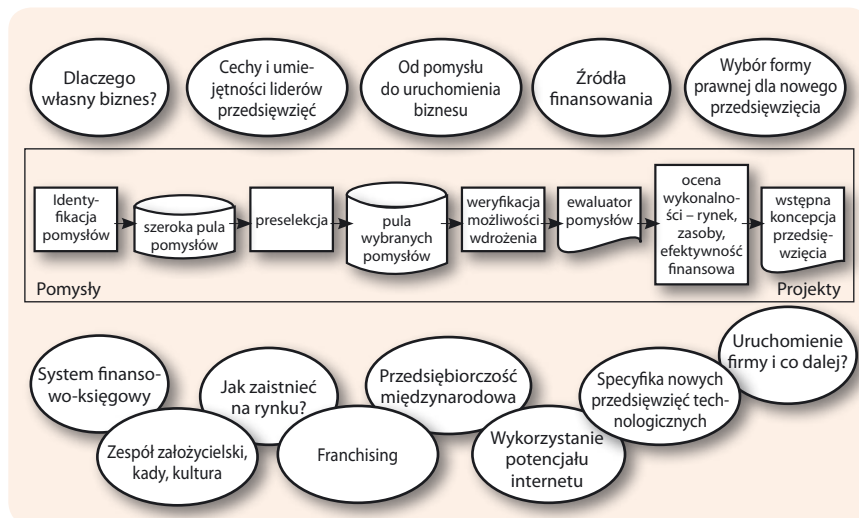 Dlaczego
własny biznes?
Cechy i umie-
jętności liderów
przedsięwzięć
Od pomysłu
do uruchomienia
biznesu
Źródła
finansowania
Wybór formy
prawnej dla nowego
przedsięwzięcia
Identy-
fikacja
pomysłów
szeroka pula
pomysłów
preselekcja
pula
wybranych
pomysłów
weryfikacja
możliwości
wdrożenia
ewaluator
pomysłów
ocena
wykonalno-
ści – rynek,
zasoby,
efektywność
finansowa
wstępna
koncepcja
przedsię-
wzięcia
Pomysły
Projekty
System finanso-
wo-księgowy
Zespół założycielski,
kady, kultura
Jak zaistnieć
na rynku?
Franchising
Przedsiębiorczość
międzynarodowa
Wykorzystanie
potencjału
internetu
Specyfika nowych
przedsięwzięć tech-
nologicznych
Uruchomienie
firmy i co dalej?